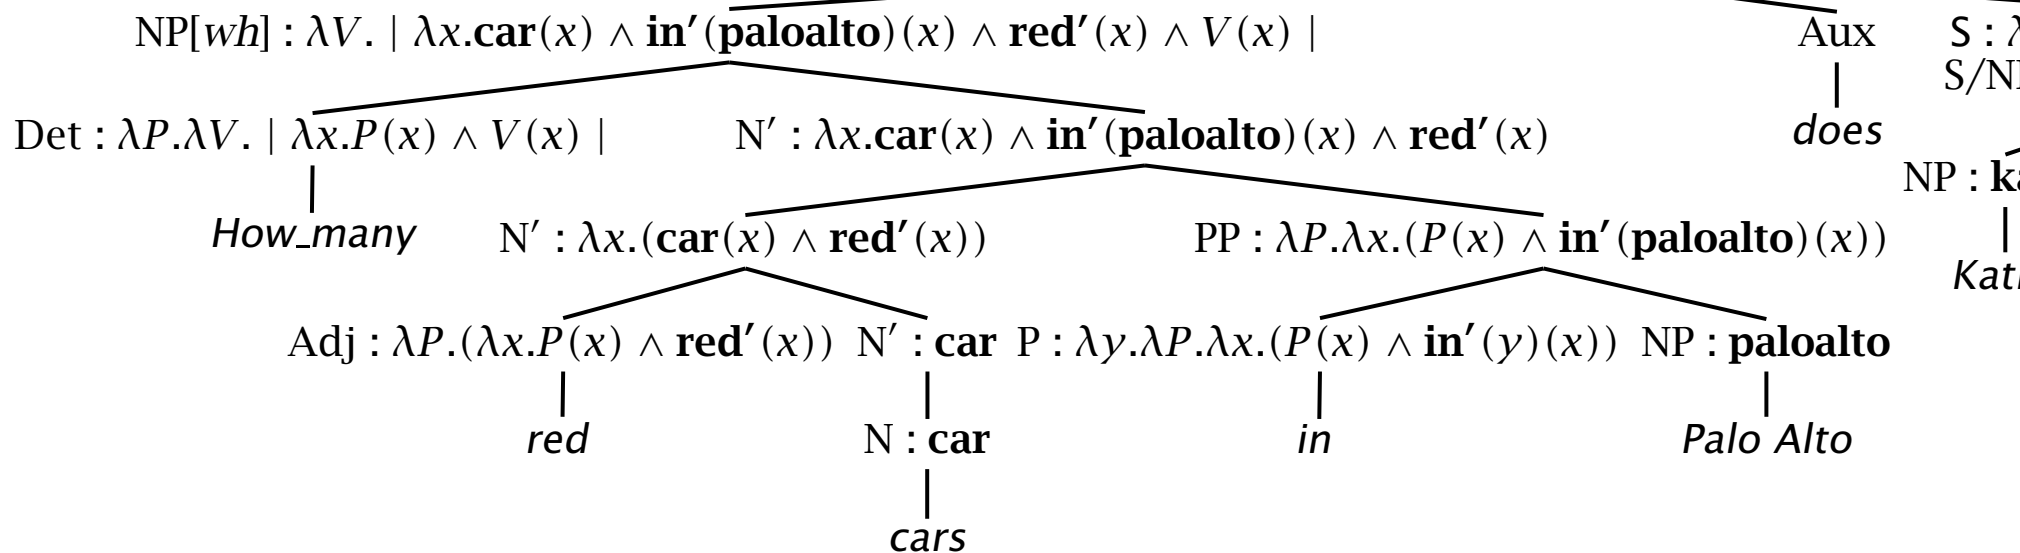 NP[wh] : λV. | λx.car(x) ∧ in′(paloalto)(x) ∧ red′(x) ∧ V(x) | Aux S : λ
S/NP
Det : λP.λV. | λx.P(x) ∧ V(x) | N′ : λx.car(x) ∧ in′(paloalto)(x) ∧ red′(x) does
NP :
How_many N′ : λx.(car(x) ∧ red′(x)) PP : λP.λx.(P(x) ∧ in′(paloalto)(x))
Adj : λP.(λx.P(x) ∧ red′(x)) N′ : car P : λy.λP.λx.(P(x) ∧ in′(y)(x)) NP : paloalto
red N : car in Palo Alto
cars